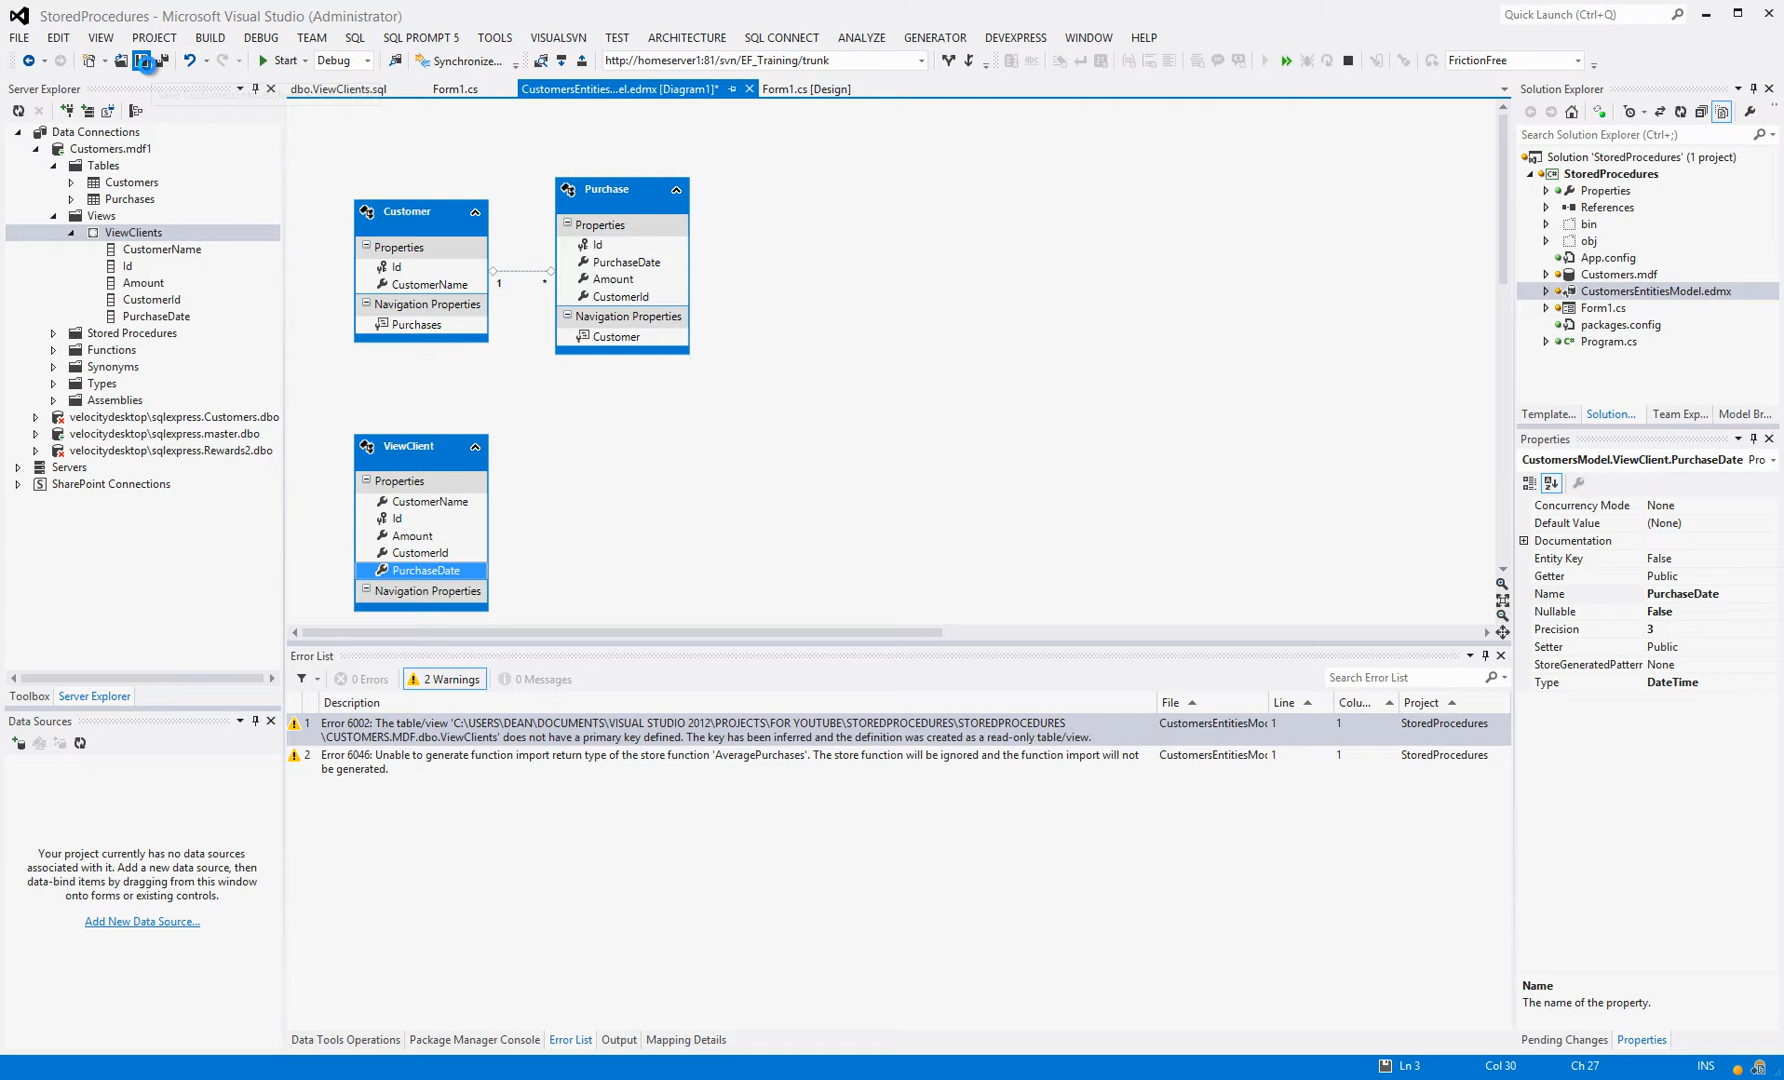 StoredProcedures - Microsoft Visual Studio (Administrator)
Quick Launch (Ctrl+Q)
FILE EDIT VIEW PROJECT BUILD DEBUG TEAM SQL SQL PROMPT 5 TOOLS VISUALSVN TEST ARCHITECTURE SQL CONNECT ANALYZE GENERATOR DEVEXPRESS WINDOW HELP
Start Debug Synchronize... http://homeserver1:81/svn/EF_Training/trunk FrictionFree
Server Explorer
Data Connections
Customers.mdf1
Tables
Customers
Purchases
Views
ViewClients
CustomerName
Id
Amount
CustomerId
PurchaseDate
Stored Procedures
Functions
Synonyms
Types
Assemblies
velocitydesktop\sqlexpress.Customers.dbo
velocitydesktop\sqlexpress.master.dbo
velocitydesktop\sqlexpress.Rewards2.dbo
Servers
SharePoint Connections
Toolbox Server Explorer
Data Sources
Your project currently has no data sources
associated with it. Add a new data source, then
data-bind items by dragging from this window
onto forms or existing controls.
Add New Data Source...
dbo.ViewClients.sql Form1.cs CustomersEntities...el.edmx [Diagram1]* Form1.cs [Design]
Customer
Properties
Id
CustomerName
Navigation Properties
Purchases
1 *
Purchase
Properties
Id
PurchaseDate
Amount
CustomerId
Navigation Properties
Customer
ViewClient
Properties
CustomerName
Id
Amount
CustomerId
PurchaseDate
Navigation Properties
Error List
0 Errors 2 Warnings 0 Messages
Search Error List
Description File Line Colu... Project
1 Error 6002: The table/view 'C:\USERS\DEAN\DOCUMENTS\VISUAL STUDIO 2012\PROJECTS\FOR YOUTUBE\STOREDPROCEDURES\STOREDPROCEDURES
\CUSTOMERS.MDF.dbo.ViewClients' does not have a primary key defined. The key has been inferred and the definition was created as a read-only table/view.
CustomersEntitiesMoc 1 1 StoredProcedures
2 Error 6046: Unable to generate function import return type of the store function 'AveragePurchases'. The store function will be ignored and the function import will not
be generated.
CustomersEntitiesMoc 1 1 StoredProcedures
Data Tools Operations Package Manager Console Error List Output Mapping Details
Solution Explorer
Search Solution Explorer (Ctrl+;)
Solution 'StoredProcedures' (1 project)
StoredProcedures
Properties
References
bin
obj
App.config
Customers.mdf
CustomersEntitiesModel.edmx
Form1.cs
packages.config
Program.cs
Template... Solution... Team Exp... Model Br...
Properties
CustomersModel.ViewClient.PurchaseDate Pro
Concurrency Mode None
Default Value (None)
Documentation
Entity Key False
Getter Public
Name PurchaseDate
Nullable False
Precision 3
Setter Public
StoreGeneratedPattern None
Type DateTime
Name
The name of the property.
Pending Changes Properties
Ln 3 Col 30 Ch 27 INS